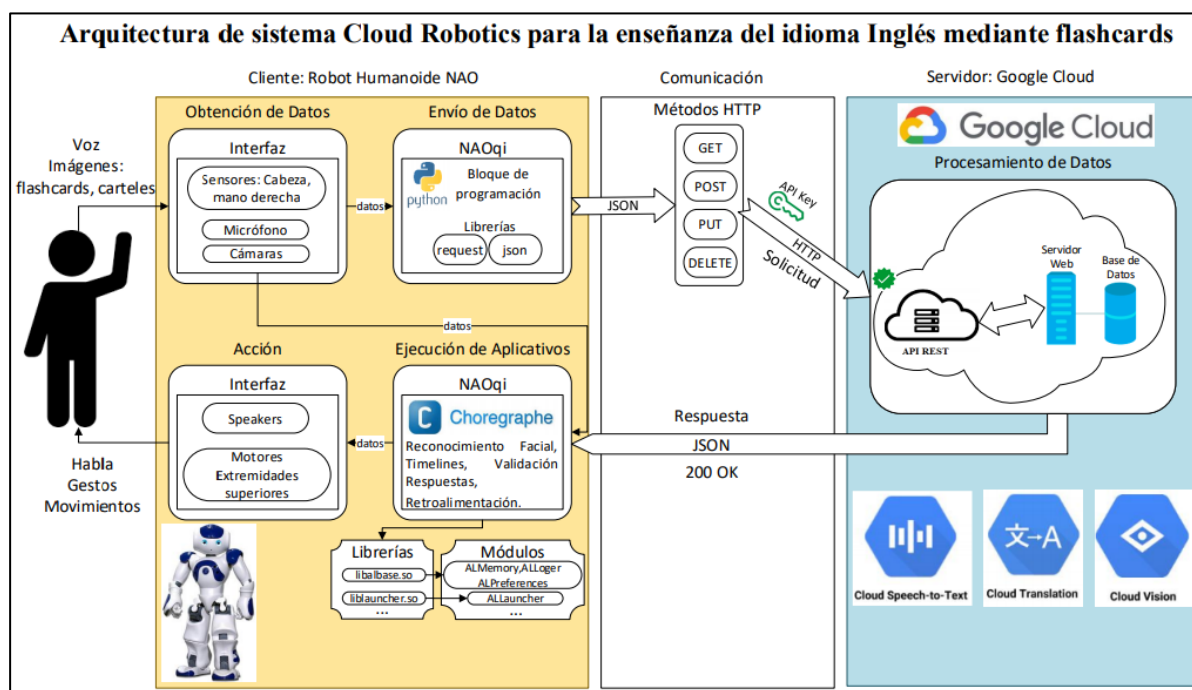 Arquitectura de sistema Cloud Robotics para la enseñanza del idioma Inglés mediante flashcards
Cliente: Robot Humanoide NAO
Comunicación
Servidor: Google Cloud
Voz
Imágenes:
flashcards, carteles
Obtención de Datos
Interfaz
Sensores: Cabeza,
mano derecha
Micrófono
Cámaras
datos
Envío de Datos
NAOqi
python
Bloque de
programación
Librerías
request
json
JSON
Métodos HTTP
GET
POST
PUT
DELETE
API Key
HTTP
Solicitud
Google Cloud
Procesamiento de Datos
Servidor
Web
Base de
Datos
API REST
datos
Acción
Interfaz
Speakers
Motores
Extremidades
superiores
datos
Ejecución de Aplicativos
NAOqi
C
Choregraphe
Reconocimiento Facial,
Timelines, Validación
Respuestas,
Retroalimentación.
Respuesta
JSON
200 OK
Habla
Gestos
Movimientos
Librerías
libalbase.so
liblauncher.so
...
Módulos
ALMemory,ALLoger
ALPreferences
ALLauncher
...
文→A
Cloud Speech-to-Text
Cloud Translation
Cloud Vision